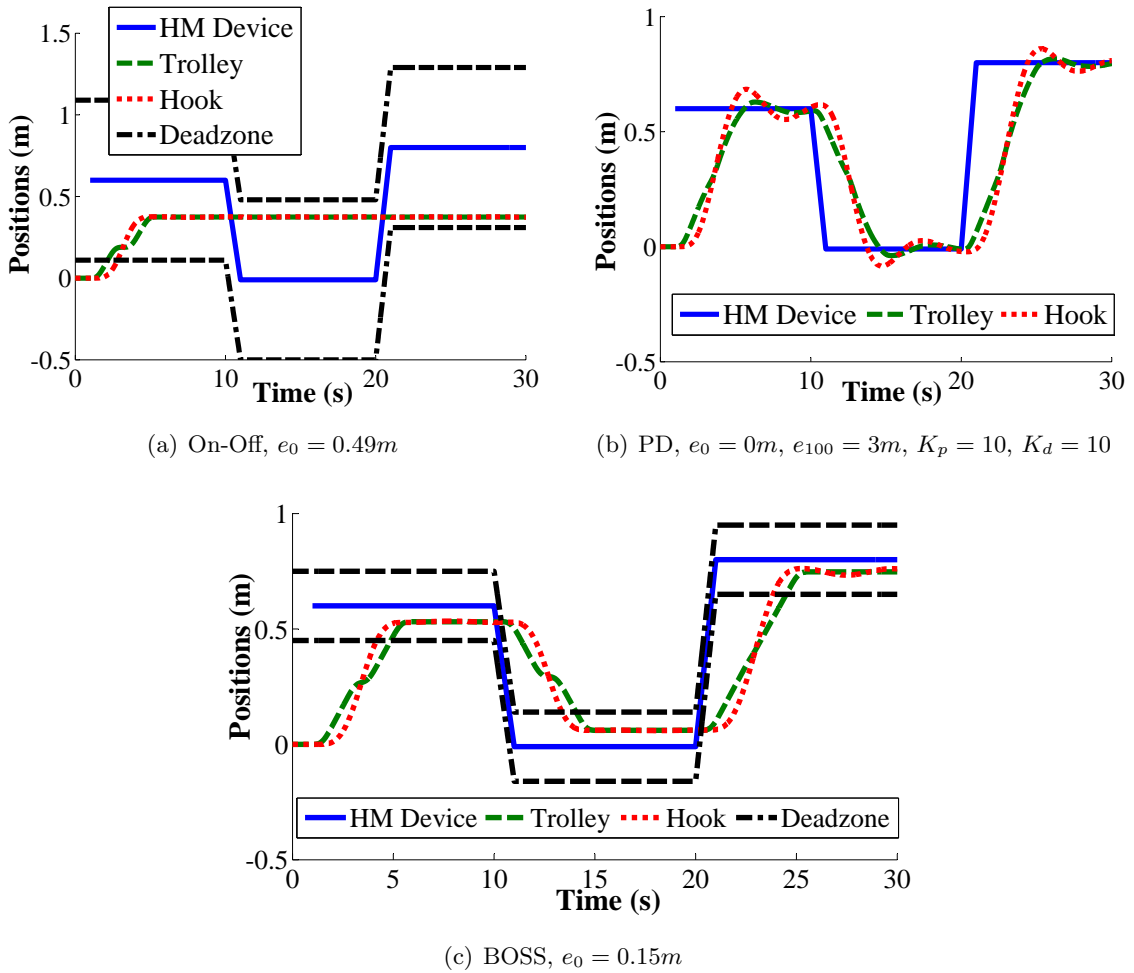 HM Device
Trolley
Hook
Deadzone
1.5
1
0.5
0
-0.5
Positions (m)
0
10
20
30
Time (s)
(a) On-Off, e₀ = 0.49m
1
0.5
0
-0.5
Positions (m)
HM Device Trolley Hook
0
10
20
30
Time (s)
(b) PD, e₀ = 0m, e₁₀₀ = 3m, Kₚ = 10, K_d = 10
1
0.5
0
-0.5
Positions (m)
HM Device Trolley Hook Deadzone
0
5
10
15
20
25
30
Time (s)
(c) BOSS, e₀ = 0.15m